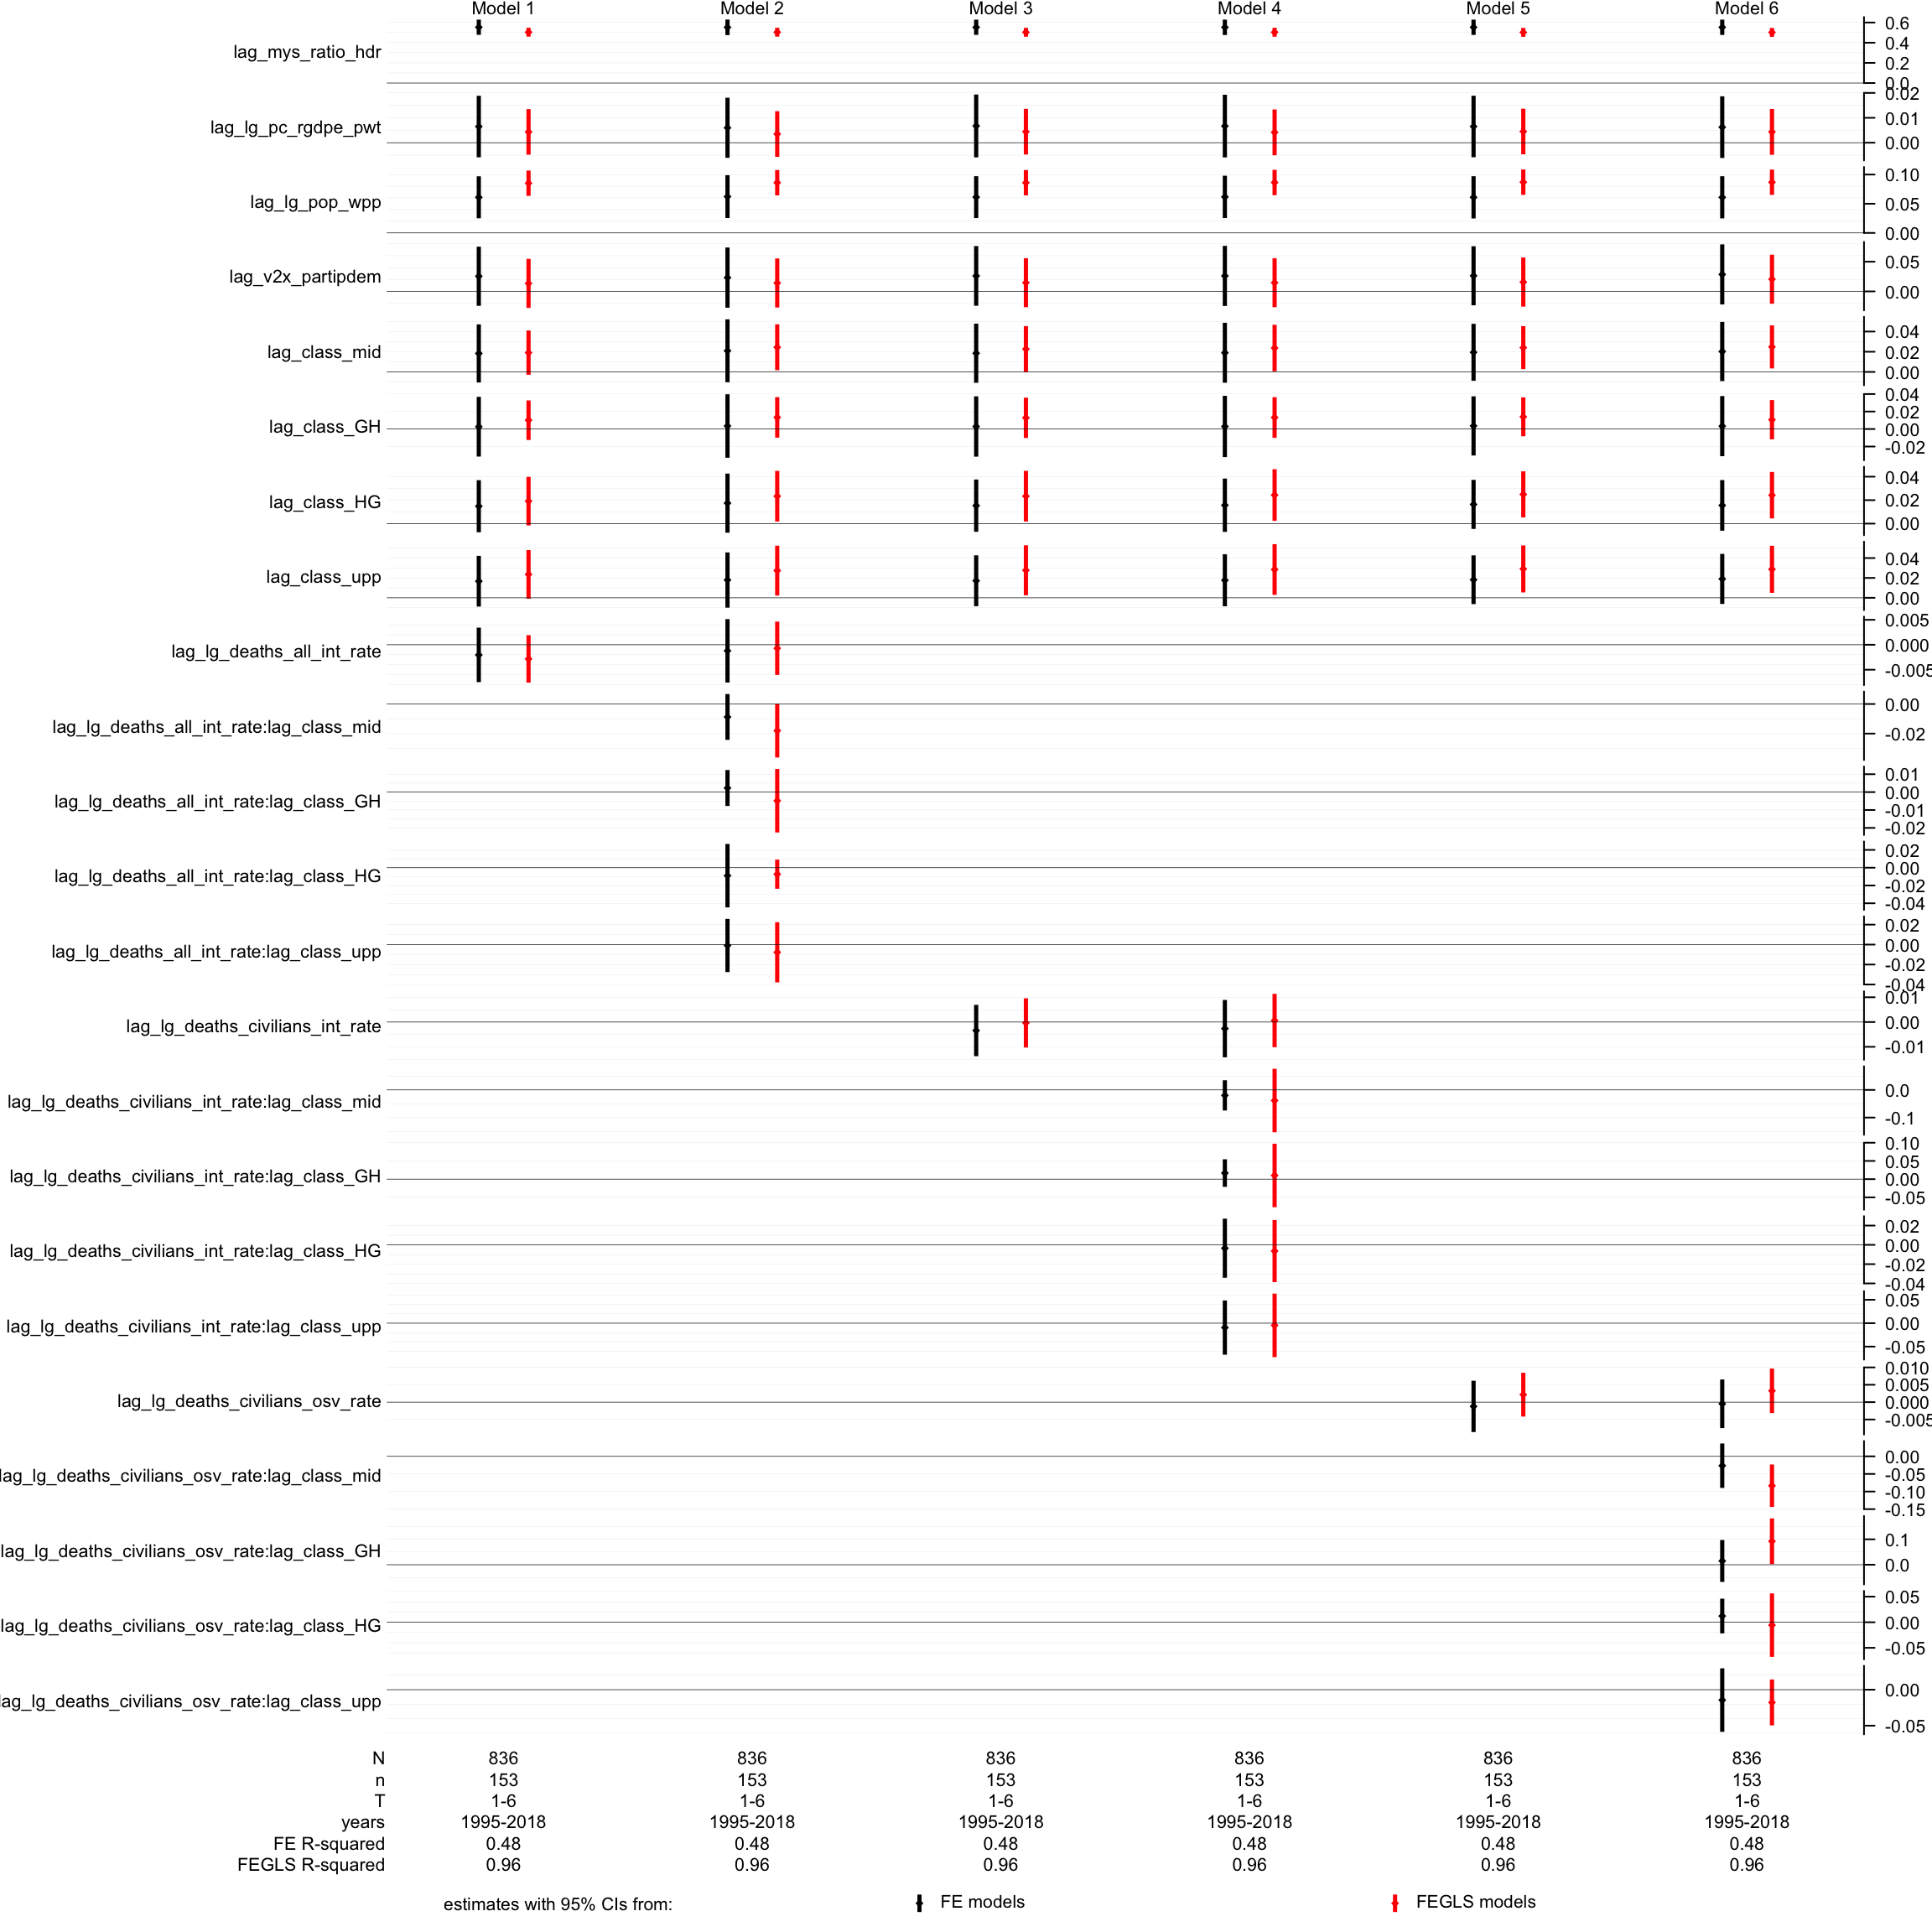 Model 1 Model 2 Model 3 Model 4 Model 5 Model 6
lag_mys_ratio_hdr 0.6 0.4 0.2 0.0
lag_lg_pc_rgdpe_pwt 0.02 0.01 0.00
lag_lg_pop_wpp 0.10 0.05 0.00
lag_v2x_partipdem 0.05 0.00
lag_class_mid 0.04 0.02 0.00
lag_class_GH 0.04 0.02 0.00 -0.02
lag_class_HG 0.04 0.02 0.00
lag_class_upp 0.04 0.02 0.00
lag_lg_deaths_all_int_rate 0.005 0.000 -0.005
lag_lg_deaths_all_int_rate:lag_class_mid 0.00 -0.02
lag_lg_deaths_all_int_rate:lag_class_GH 0.01 0.00 -0.01 -0.02
lag_lg_deaths_all_int_rate:lag_class_HG 0.02 0.00 -0.02 -0.04
lag_lg_deaths_all_int_rate:lag_class_upp 0.02 0.00 -0.02 -0.04
lag_lg_deaths_civilians_int_rate 0.01 0.00 -0.01
lag_lg_deaths_civilians_int_rate:lag_class_mid 0.0 -0.1
lag_lg_deaths_civilians_int_rate:lag_class_GH 0.10 0.05 0.00 -0.05
lag_lg_deaths_civilians_int_rate:lag_class_HG 0.02 0.00 -0.02 -0.04
lag_lg_deaths_civilians_int_rate:lag_class_upp 0.05 0.00 -0.05
lag_lg_deaths_civilians_osv_rate 0.010 0.005 0.000 -0.005
lag_lg_deaths_civilians_osv_rate:lag_class_mid 0.00 -0.05 -0.10 -0.15
lag_lg_deaths_civilians_osv_rate:lag_class_GH 0.1 0.0
lag_lg_deaths_civilians_osv_rate:lag_class_HG 0.05 0.00 -0.05
lag_lg_deaths_civilians_osv_rate:lag_class_upp 0.00 -0.05
N 836 836 836 836 836 836
n 153 153 153 153 153 153
T 1-6 1-6 1-6 1-6 1-6 1-6
years 1995-2018 1995-2018 1995-2018 1995-2018 1995-2018 1995-2018
FE R-squared 0.48 0.48 0.48 0.48 0.48 0.48
FEGLS R-squared 0.96 0.96 0.96 0.96 0.96 0.96
estimates with 95% CIs from: FE models FEGLS models